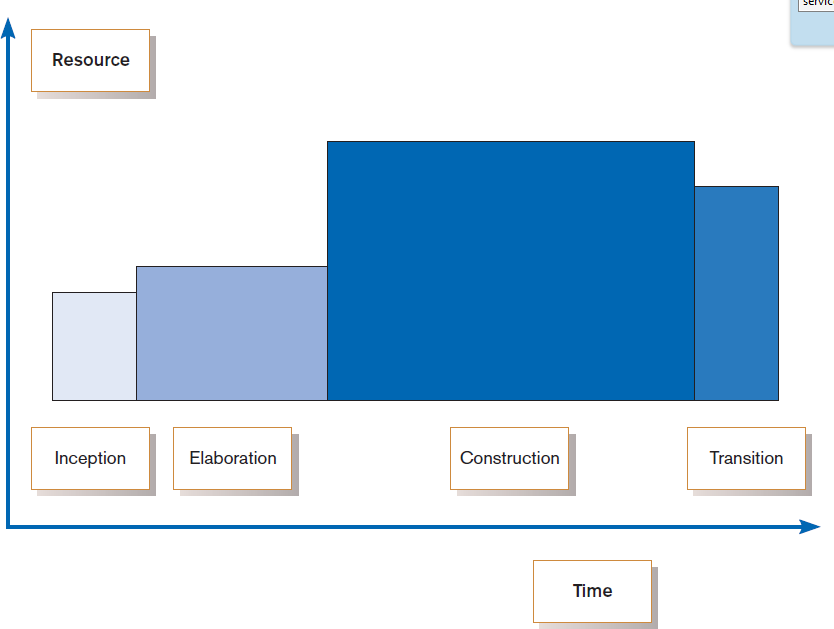 Resource
Inception
Elaboration
Construction
Transition
Time